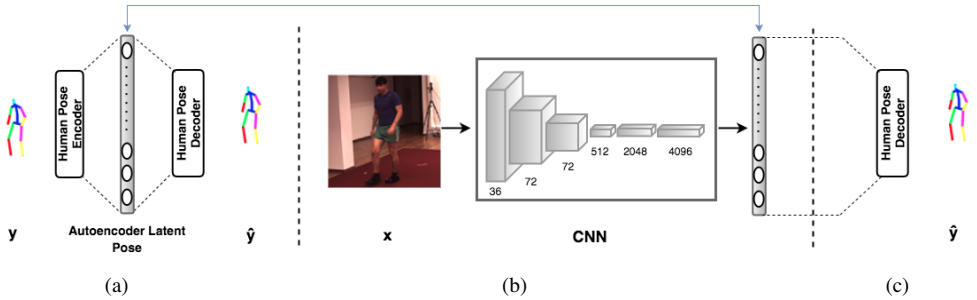 Human Pose
Encoder
Human Pose
Decoder
y
Autoencoder Latent
Pose
ŷ
(a)
36
72
72
512
2048
4096
x
CNN
(b)
Human Pose
Decoder
ŷ
(c)